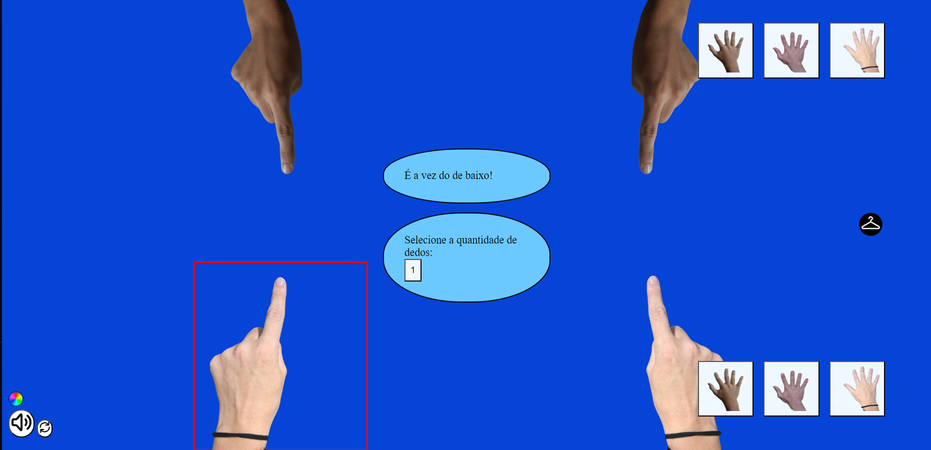 É a vez do de baixo!
Selecione a quantidade de
dedos:
1